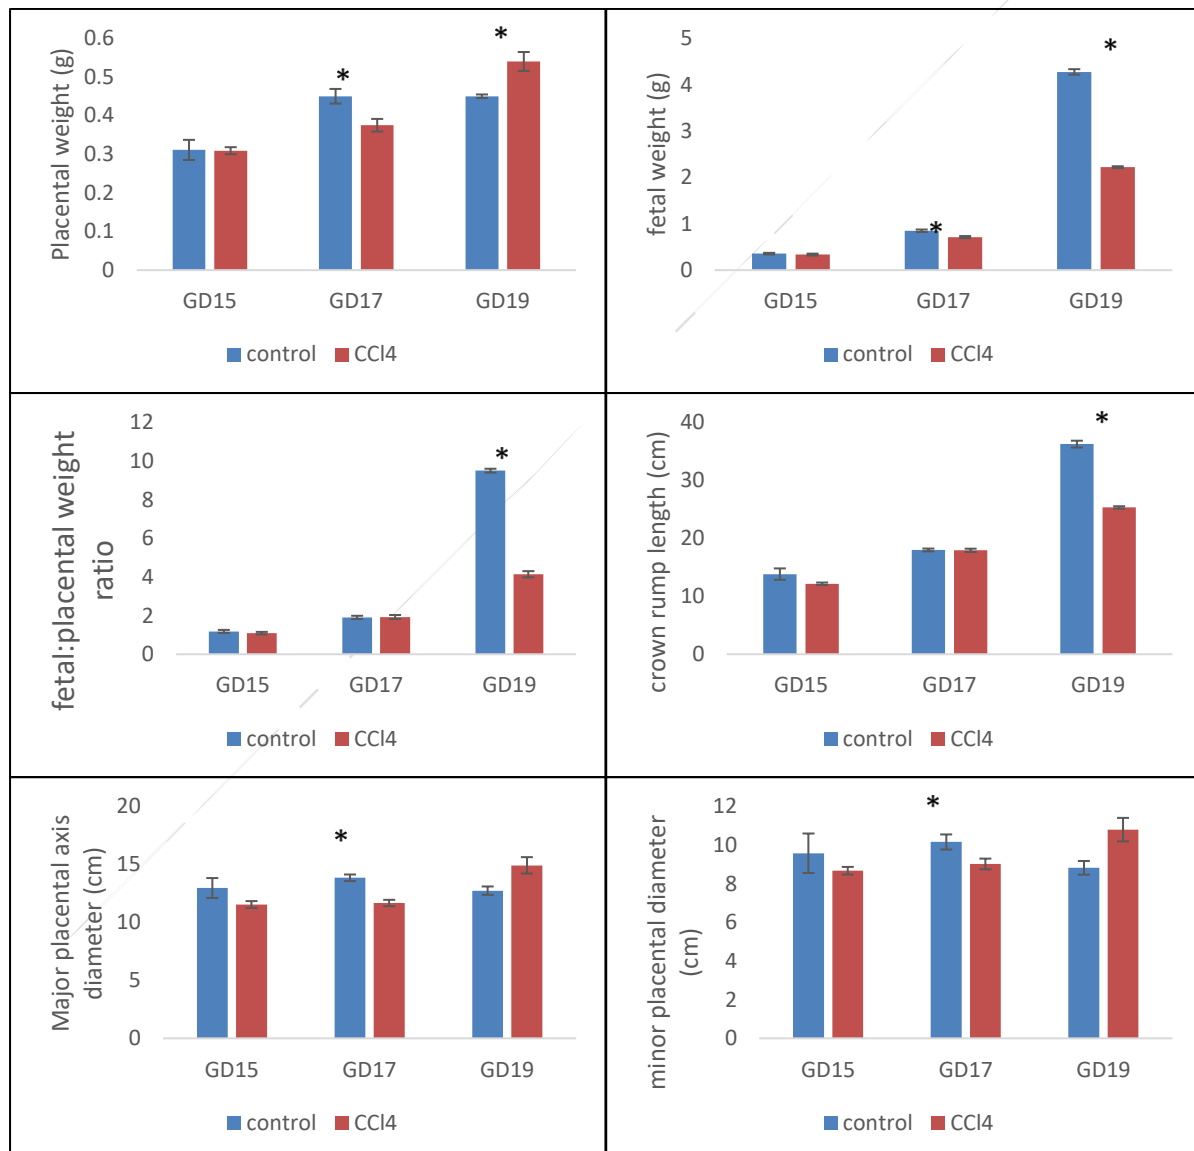 Placental weight (g)
0.6
0.5
0.4
0.3
0.2
0.1
0
*
*
GD15 GD17 GD19
control CCl4
fetal weight (g)
5
4
3
2
1
0
*
*
GD15 GD17 GD19
control CCl4
fetal:placental weight
ratio
12
10
8
6
4
2
0
*
GD15 GD17 GD19
control CCl4
crown rump length (cm)
40
30
20
10
0
*
GD15 GD17 GD19
control CCl4
Major placental axis
diameter (cm)
20
15
10
5
0
*
GD15 GD17 GD19
control CCl4
minor placental diameter
(cm)
12
10
8
6
4
2
0
*
GD15 GD17 GD19
control CCl4